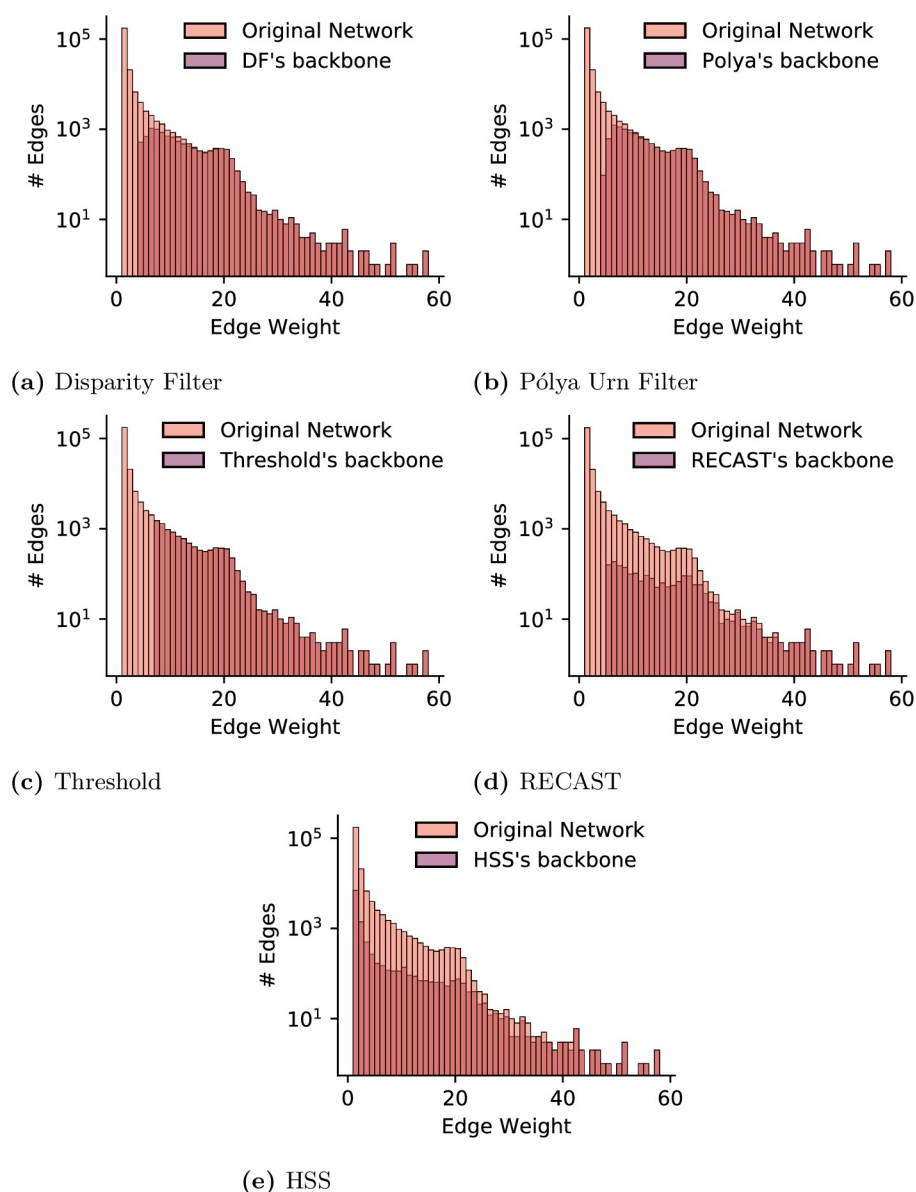 Original Network
DF's backbone
10^5
10^3
10^1
# Edges
0 20 40 60
Edge Weight
(a) Disparity Filter
Original Network
Polya's backbone
10^5
10^3
10^1
# Edges
0 20 40 60
Edge Weight
(b) Pólya Urn Filter
Original Network
Threshold's backbone
10^5
10^3
10^1
# Edges
0 20 40 60
Edge Weight
(c) Threshold
Original Network
RECAST's backbone
10^5
10^3
10^1
# Edges
0 20 40 60
Edge Weight
(d) RECAST
Original Network
HSS's backbone
10^5
10^3
10^1
# Edges
0 20 40 60
Edge Weight
(e) HSS